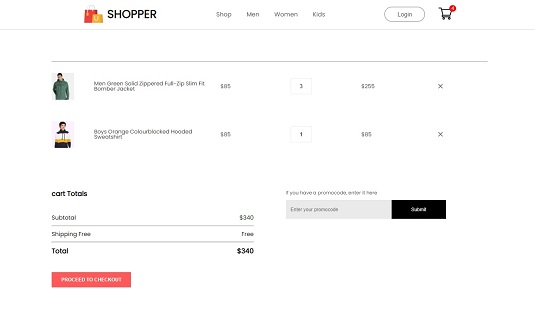 SHOPPER
Shop Men Women Kids
Login
4
Men Green Solid Zippered Full-Zip Slim Fit
Bomber Jacket
$85 3 $255 ✕
Boys Orange Colourblocked Hooded
Sweatshirt
$85 1 $85 ✕
cart Totals
Subtotal $340
Shipping Free Free
Total $340
PROCEED TO CHECKOUT
If you have a promocode, enter it here
Enter your promocode
Submit